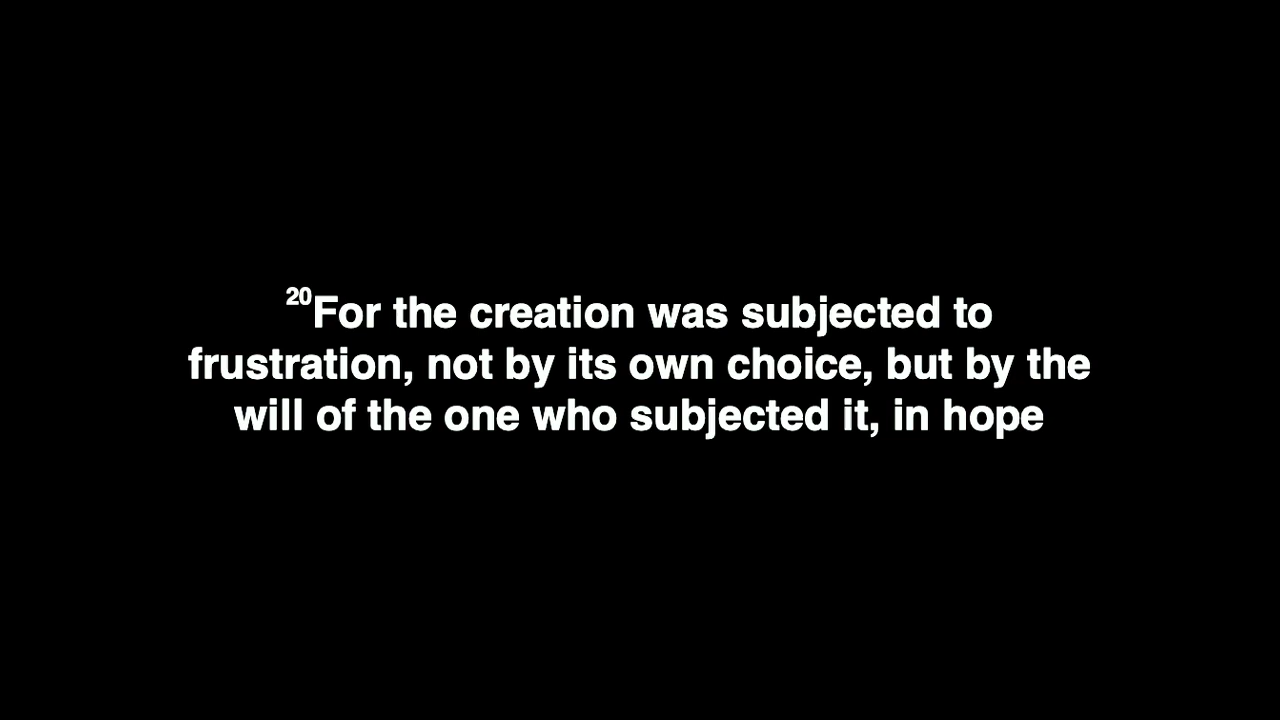 20For the creation was subjected to
frustration, not by its own choice, but by the
will of the one who subjected it, in hope